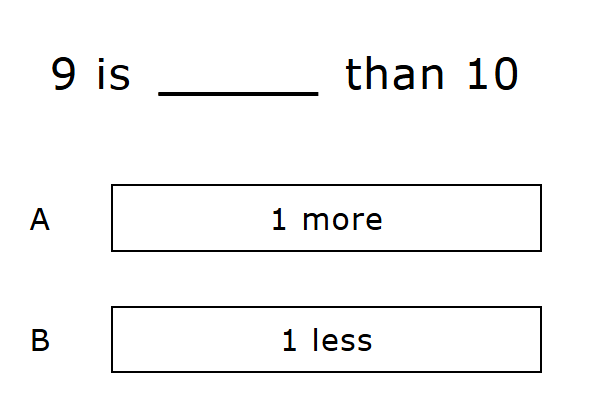 9 is ______ than 10
A 1 more
B 1 less